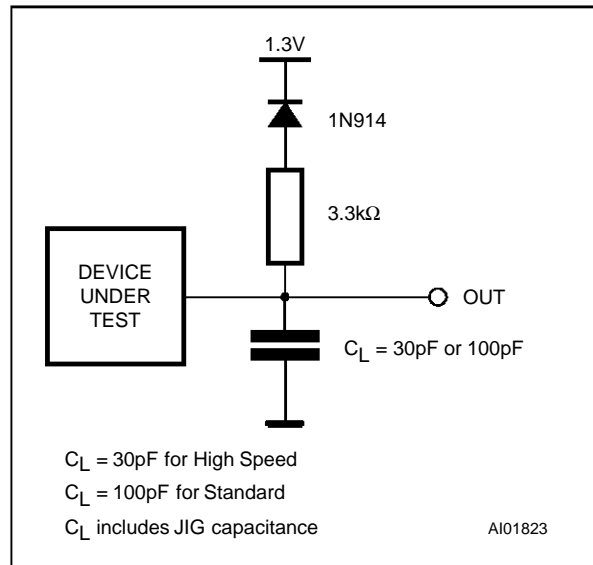 1.3V
1N914
3.3kΩ
DEVICE
UNDER
TEST
OUT
CL = 30pF or 100pF
CL = 30pF for High Speed
CL = 100pF for Standard
CL includes JIG capacitance
AI01823